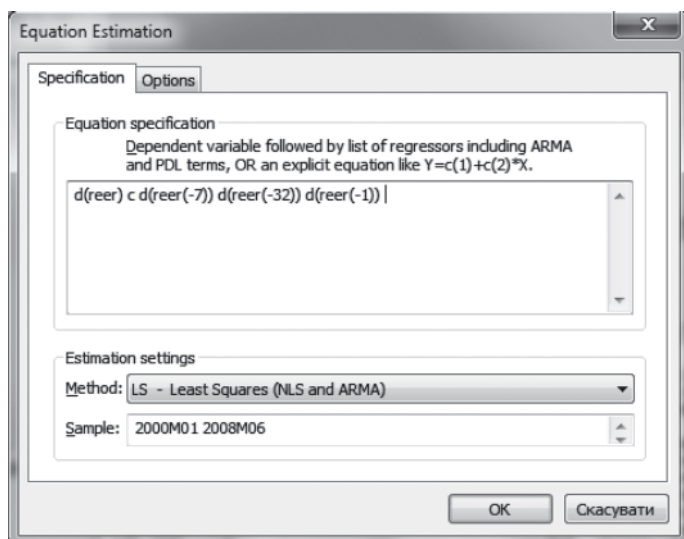 Equation Estimation
x
Specification
Options
Equation specification
Dependent variable followed by list of regressors including ARMA
and PDL terms, OR an explicit equation like Y=c(1)+c(2)*X.
d(reer) c d(reer(-7)) d(reer(-32)) d(reer(-1))
Estimation settings
Method: LS - Least Squares (NLS and ARMA)
Sample: 2000M01 2008M06
OK
Скасувати